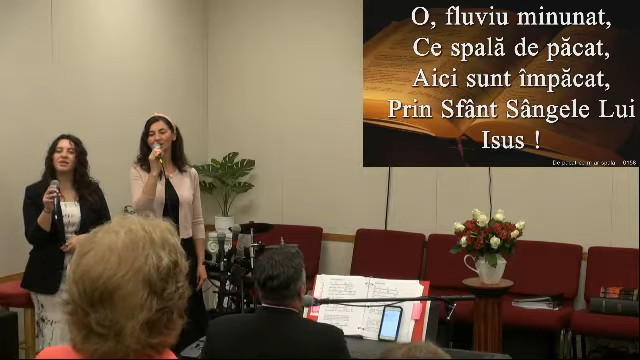 O, fluviu minunat,
Ce spală de păcat,
Aici sunt împăcat,
Prin Sfânt Sângele Lui
Isus !